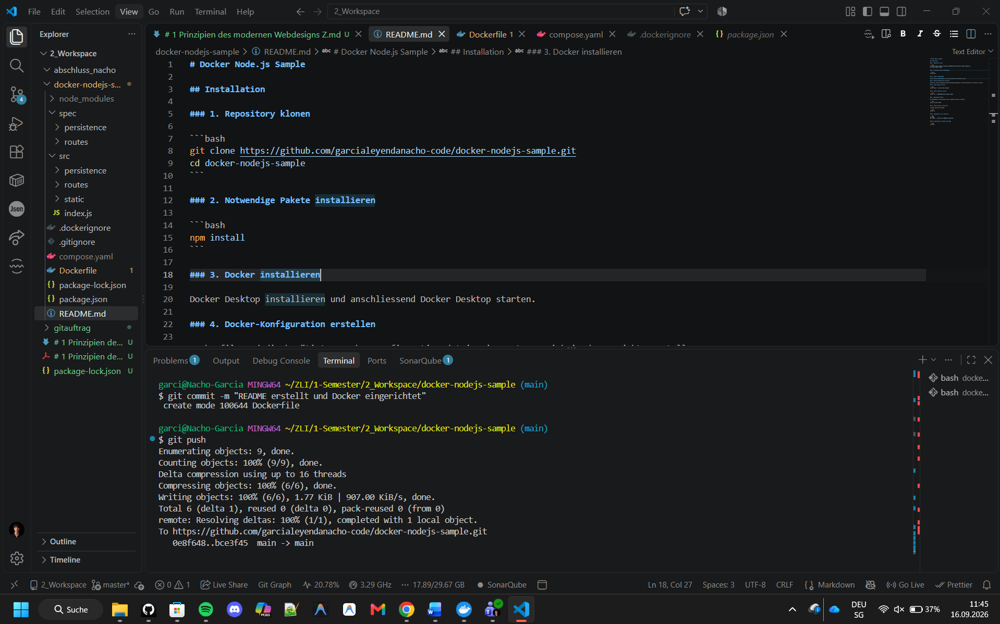 File Edit Selection View Go Run Terminal Help
2_Workspace
Explorer
2_Workspace
abschluss_nacho
docker-nodejs-s...
node_modules
spec
persistence
routes
src
persistence
routes
static
JS index.js
.dockerignore
.gitignore
compose.yaml
Dockerfile 1
{} package-lock.json
{} package.json
README.md
gitauftrag
# 1 Prinzipien de... U
# 1 Prinzipien de... U
{} package-lock.json U
Outline
Timeline
4
Json
# 1 Prinzipien des modernen Webdesigns Z.md U
README.md
Dockerfile 1
compose.yaml
.dockerignore
{} package.json
docker-nodejs-sample > README.md > abc # Docker Node.js Sample > abc ## Installation > abc ### 3. Docker installieren
Text Editor
1 # Docker Node.js Sample
2
3 ## Installation
4
5 ### 1. Repository klonen
6
7 ```bash
8 git clone https://github.com/garcialeyendanacho-code/docker-nodejs-sample.git
9 cd docker-nodejs-sample
10 ```
11
12 ### 2. Notwendige Pakete installieren
13
14 ```bash
15 npm install
16 ```
17
18 ### 3. Docker installieren
19
20 Docker Desktop installieren und anschliessend Docker Desktop starten.
21
22 ### 4. Docker-Konfiguration erstellen
23
Problems 1 Output Debug Console Terminal Ports SonarQube 1
garci@Nacho-Garcia MINGW64 ~/ZLI/1-Semester/2_Workspace/docker-nodejs-sample (main)
$ git commit -m "README erstellt und Docker eingerichtet"
create mode 100644 Dockerfile
garci@Nacho-Garcia MINGW64 ~/ZLI/1-Semester/2_Workspace/docker-nodejs-sample (main)
$ git push
Enumerating objects: 9, done.
Counting objects: 100% (9/9), done.
Delta compression using up to 16 threads
Compressing objects: 100% (6/6), done.
Writing objects: 100% (6/6), 1.77 KiB | 907.00 KiB/s, done.
Total 6 (delta 1), reused 0 (delta 0), pack-reused 0 (from 0)
remote: Resolving deltas: 100% (1/1), completed with 1 local object.
To https://github.com/garcialeyendanacho-code/docker-nodejs-sample.git
0e8f648..bce3f45 main -> main
bash docke...
bash docke...
2_Workspace master* 0 1 Live Share Git Graph 20.78% 3.29 GHz 17.89/29.67 GB SonarQube
Ln 18, Col 27 Spaces: 3 UTF-8 CRLF {} Markdown Go Live Prettier
Suche
M365
DEU
SG
37%
11:45
16.09.2026